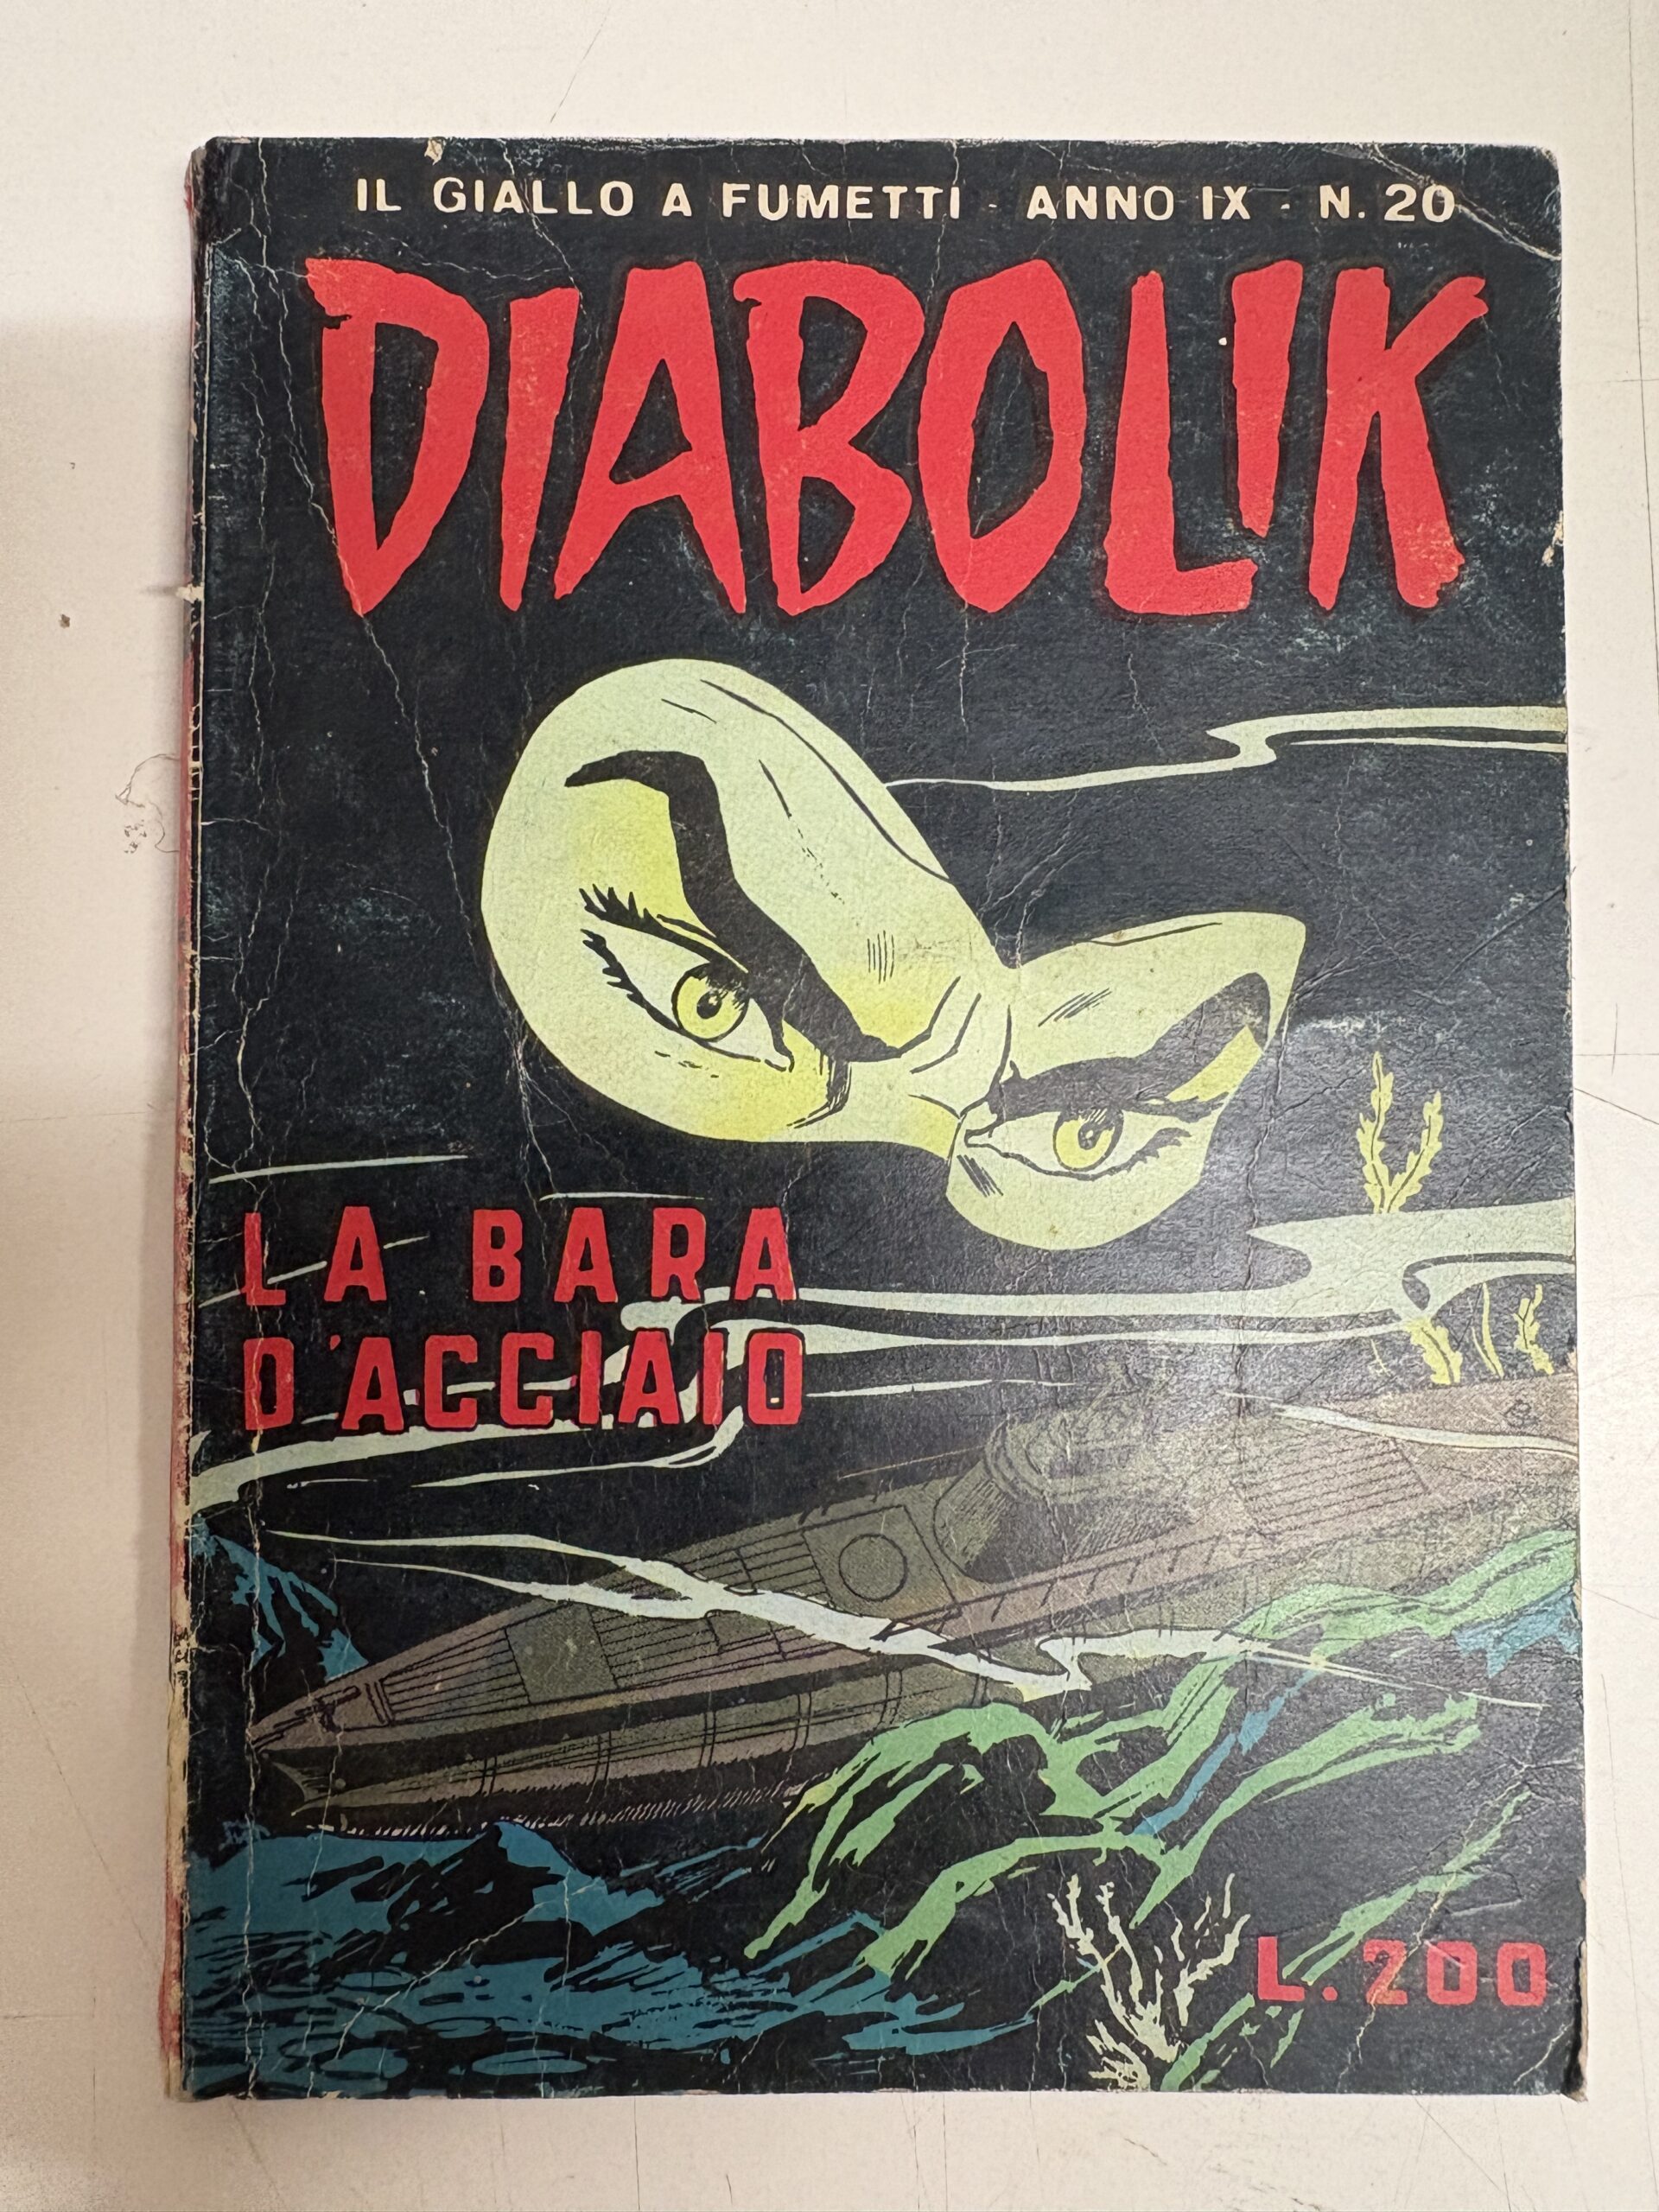 IL GIALLO A FUMETTI - ANNO IX - N. 20
DIABOLIK
LA BARA
D'ACCIAIO
L. 200